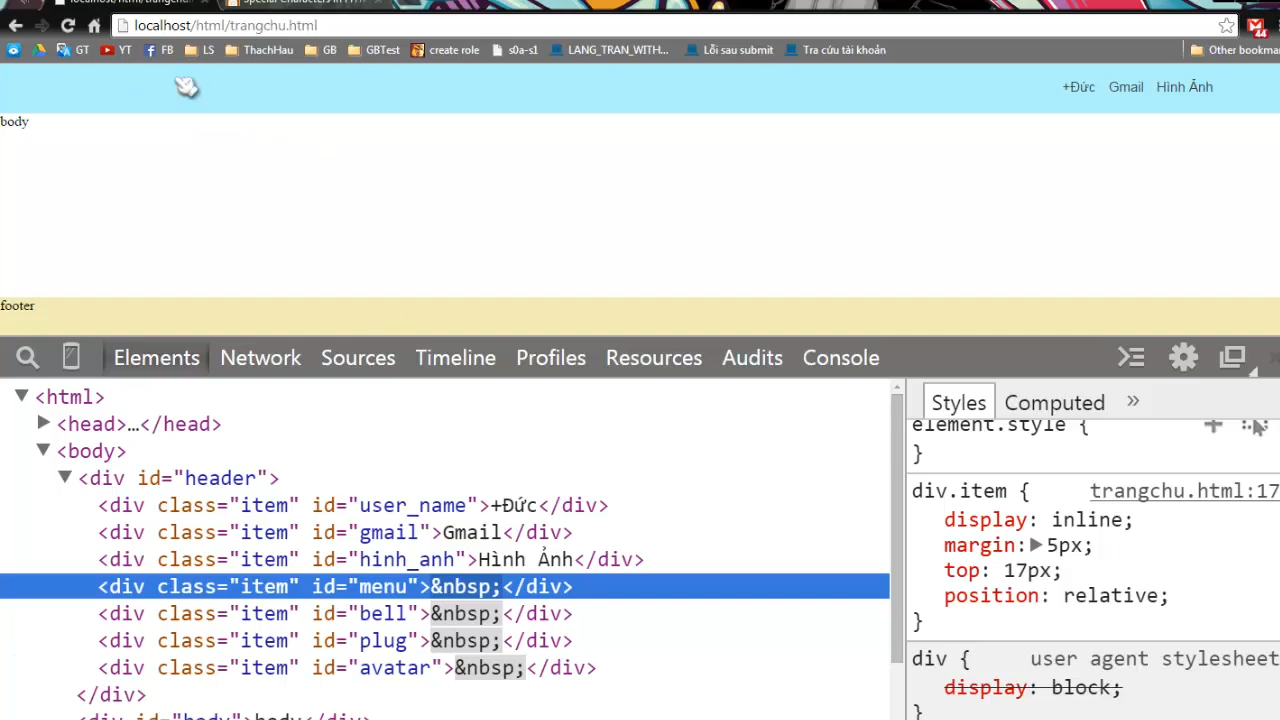 localhost/html/trangchu.html
GT YT FB LS ThachHau GB GBTest create role s0a-s1 LANG_TRAN_WITH... Lỗi sau submit Tra cứu tài khoản Other bookmar
44
+Đức Gmail Hình Ảnh
body
footer
Elements Network Sources Timeline Profiles Resources Audits Console
<html>
<head>…</head>
<body>
<div id="header">
<div class="item" id="user_name">+Đức</div>
<div class="item" id="gmail">Gmail</div>
<div class="item" id="hinh_anh">Hình Ảnh</div>
<div class="item" id="menu">&nbsp;</div>
<div class="item" id="bell">&nbsp;</div>
<div class="item" id="plug">&nbsp;</div>
<div class="item" id="avatar">&nbsp;</div>
</div>
<div id="body">body</div>
Styles Computed »
element.style {
}
div.item { trangchu.html:17
display: inline;
margin: 5px;
top: 17px;
position: relative;
}
div { user agent stylesheet
display: block;
}